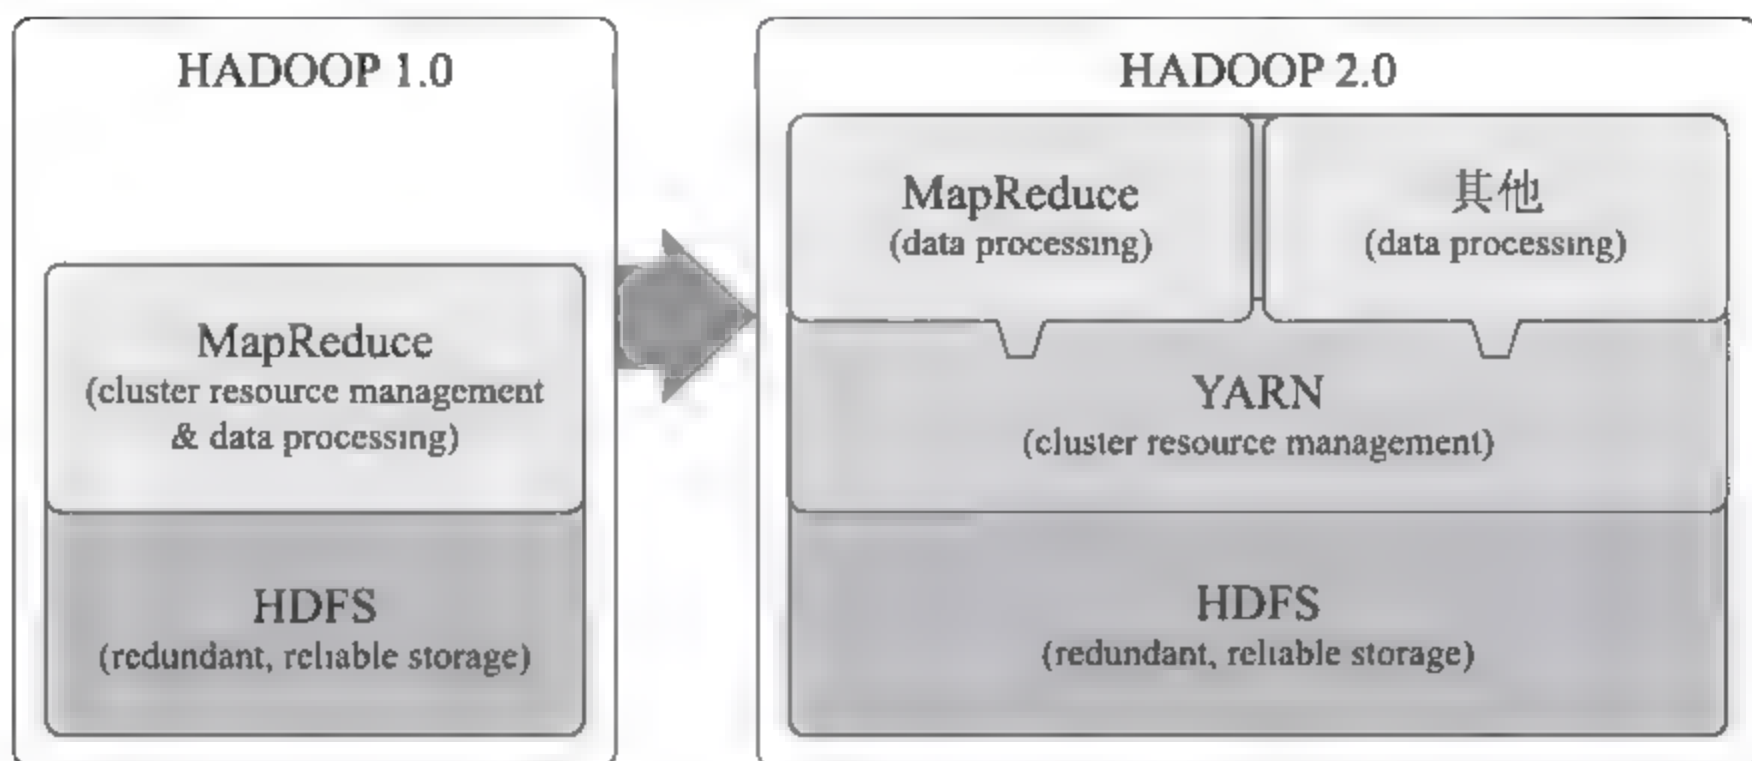 HADOOP 1.0
MapReduce
(cluster resource management
& data processing)
HDFS
(redundant, reliable storage)
HADOOP 2.0
MapReduce
(data processing)
其他
(data processing)
YARN
(cluster resource management)
HDFS
(redundant, reliable storage)